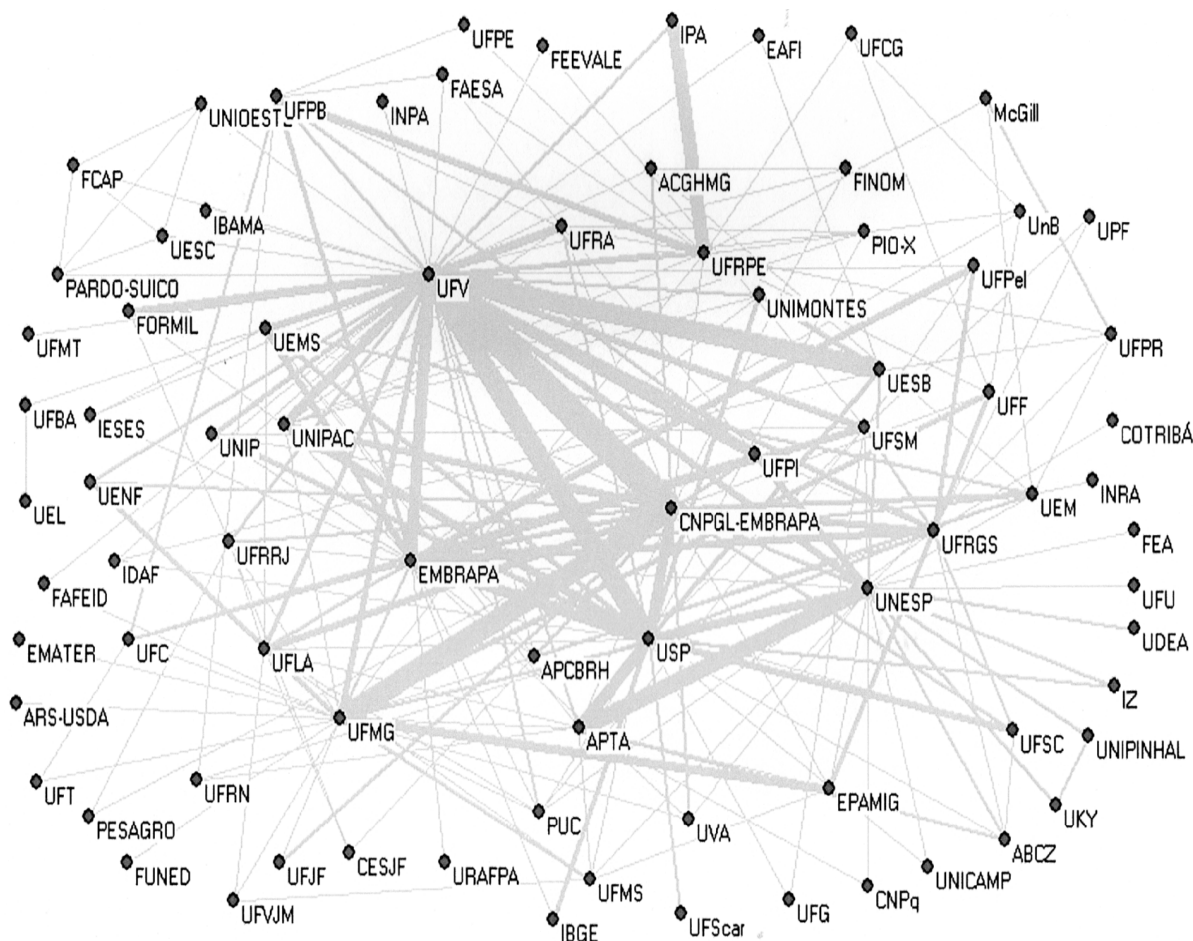 UFPE
IPA
EAFI
UFCG
FEEVALE
FAESA
UNIOESTE
UFPB
INPA
McGill
FCAP
ACGHMG
FINOM
IBAMA
UESC
UFRA
UFRPE
PIO-X
UnB
UPF
PARDO-SUICO
UFV
UFPel
FORMIL
UNIMONTES
UFMT
UEMS
UFPR
UESB
UFF
UFBA
IESES
UNIP
UNIPAC
UFSM
COTRIBÁ
UFPI
UEL
UENF
CNPGL-EMBRAPA
UEM
INRA
UFRRJ
UFRGS
FEA
IDAF
EMBRAPA
FAFEID
UNESP
UFU
EMATER
UFC
UFLA
APCBRH
USP
UDEA
ARS-USDA
UFMG
APTA
IZ
UFSC
UNIPINHAL
UFT
UFRN
EPAMIG
PESAGRO
PUC
UVA
UKY
FUNED
UFJF
CESJF
URAFPA
ABCZ
UFVJM
UFMS
UNICAMP
IBGE
UFScar
UFG
CNPq